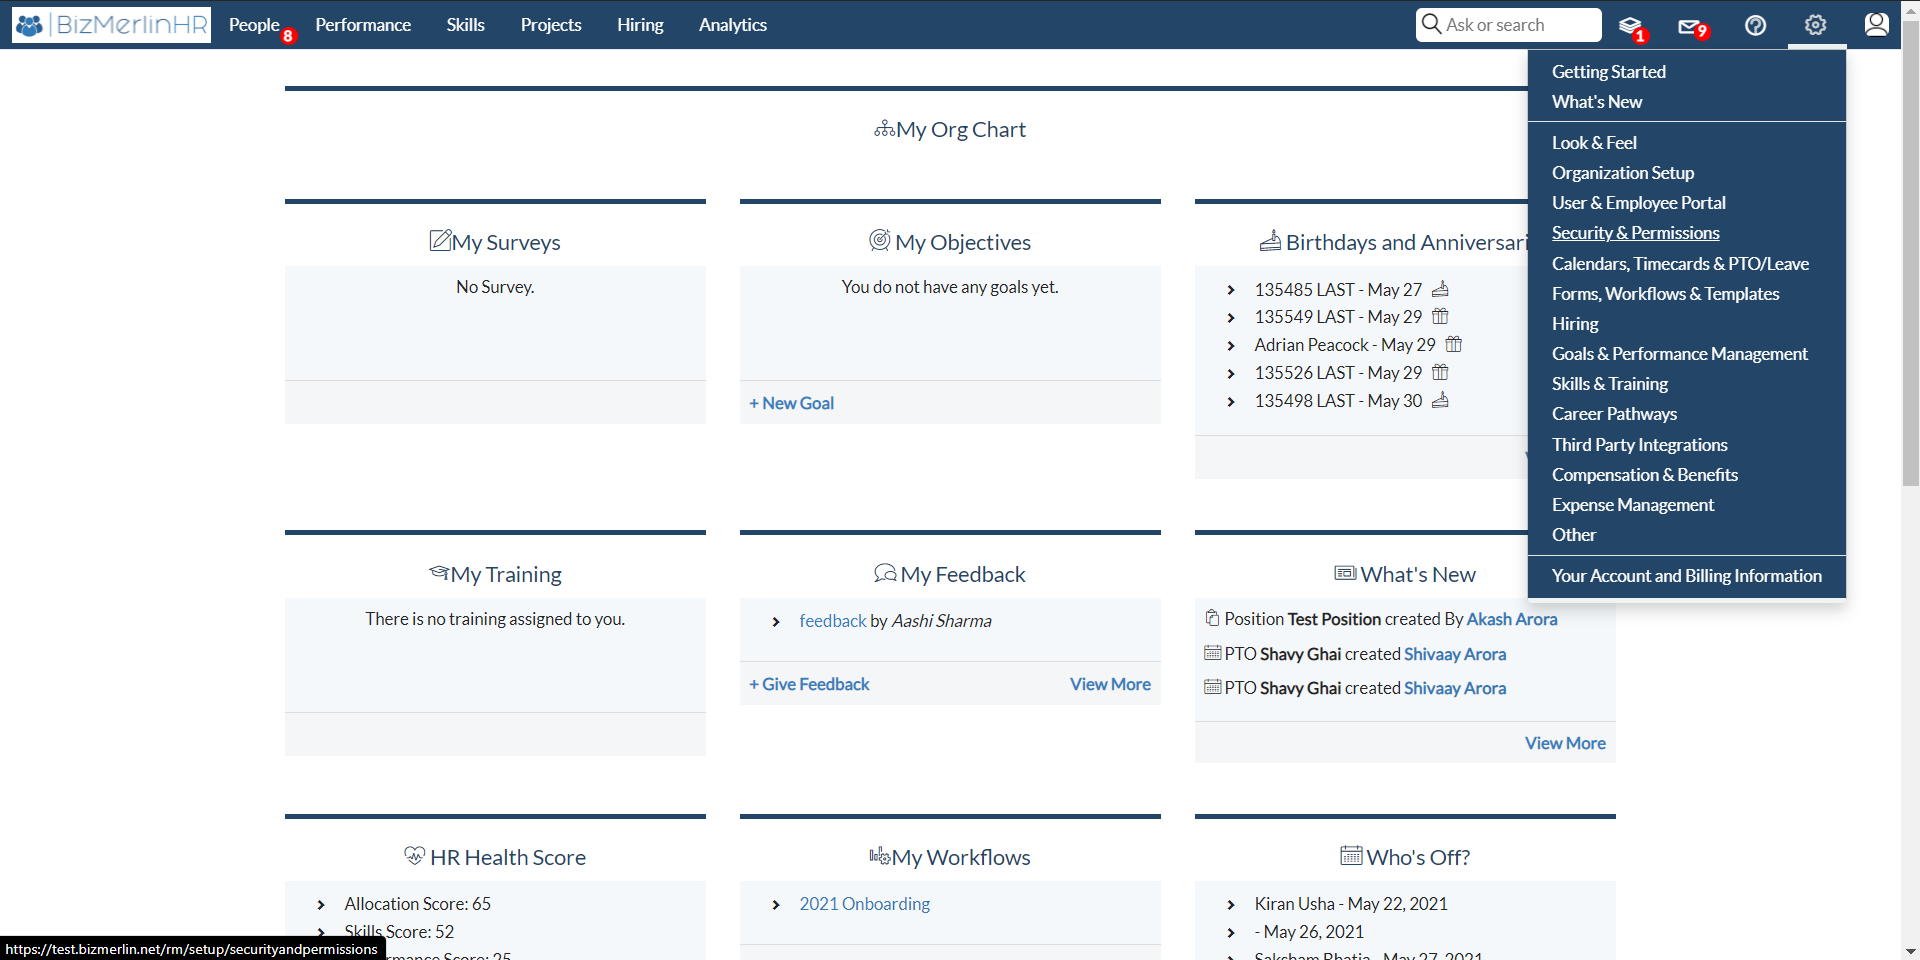 BizMerlinHR People 8 Performance Skills Projects Hiring Analytics Ask or search 1 9
Getting Started
What's New
Look & Feel
Organization Setup
User & Employee Portal
Security & Permissions
Calendars, Timecards & PTO/Leave
Forms, Workflows & Templates
Hiring
Goals & Performance Management
Skills & Training
Career Pathways
Third Party Integrations
Compensation & Benefits
Expense Management
Other
Your Account and Billing Information
My Org Chart
My Surveys
No Survey.
My Objectives
You do not have any goals yet.
+ New Goal
Birthdays and Anniversari
135485 LAST - May 27
135549 LAST - May 29
Adrian Peacock - May 29
135526 LAST - May 29
135498 LAST - May 30
My Training
There is no training assigned to you.
My Feedback
feedback by Aashi Sharma
+ Give Feedback View More
What's New
Position Test Position created By Akash Arora
PTO Shavy Ghai created Shivaay Arora
PTO Shavy Ghai created Shivaay Arora
View More
HR Health Score
Allocation Score: 65
Skills Score: 52
rmance Score: 25
My Workflows
2021 Onboarding
Who's Off?
Kiran Usha - May 22, 2021
- May 26, 2021
Saksham Bhatia - May 27, 2021
https://test.bizmerlin.net/rm/setup/securityandpermissions